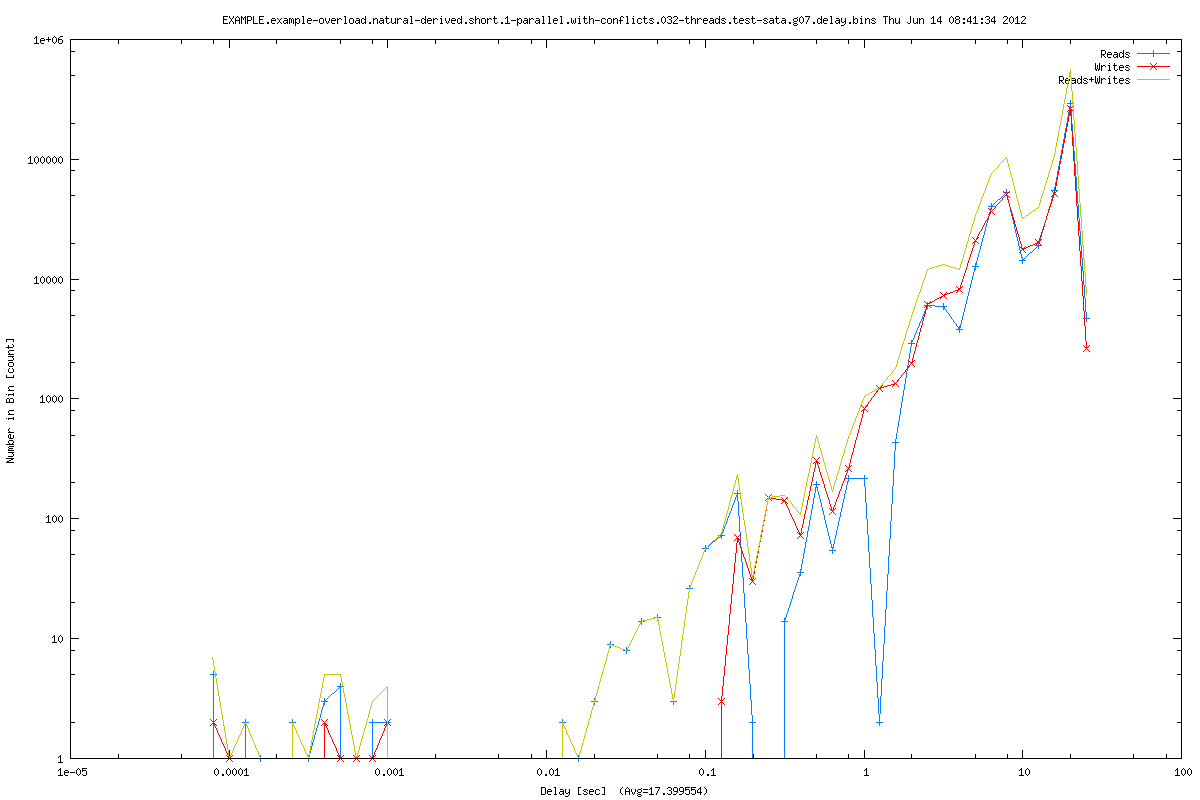 EXAMPLE.example-overload.natural-derived.short.1-parallel.with-conflicts.032-threads.test-sata.g07.delay.bins Thu Jun 14 08:41:34 2012
1e+06
Reads
Writes
Reads+Writes
100000
10000
Number in Bin [count]
1000
100
10
1
1e-05 0.0001 0.001 0.01 0.1 1 10 100
Delay [sec] (Avg=17.399554)